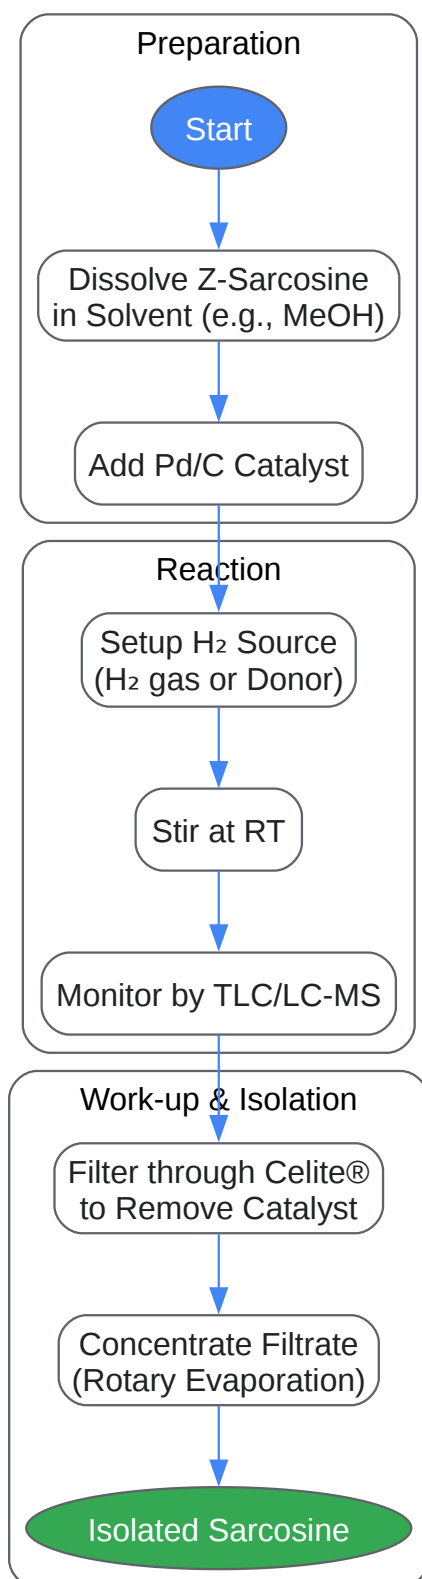 Preparation
Start
Dissolve Z-Sarcosine
in Solvent (e.g., MeOH)
Add Pd/C Catalyst
Reaction
Setup H₂ Source
(H₂ gas or Donor)
Stir at RT
Monitor by TLC/LC-MS
Work-up & Isolation
Filter through Celite®
to Remove Catalyst
Concentrate Filtrate
(Rotary Evaporation)
Isolated Sarcosine